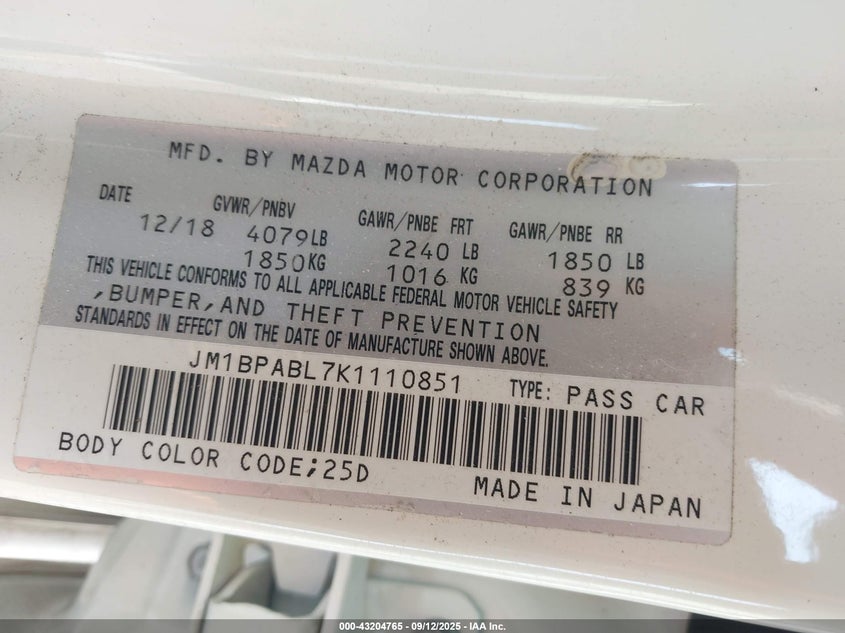 MFD. BY MAZDA MOTOR CORPORATION
DATE GVWR/PNBV GAWR/PNBE FRT GAWR/PNBE RR
12/18 4079LB 2240 LB 1850 LB
1850KG 1016 KG 839 KG
THIS VEHICLE CONFORMS TO ALL APPLICABLE FEDERAL MOTOR VEHICLE SAFETY
,BUMPER,AND THEFT PREVENTION
STANDARDS IN EFFECT ON THE DATE OF MANUFACTURE SHOWN ABOVE.
JM1BPABL7K1110851 TYPE: PASS CAR
BODY COLOR CODE;25D MADE IN JAPAN
000-43204765 - 09/12/2025 - IAA Inc.